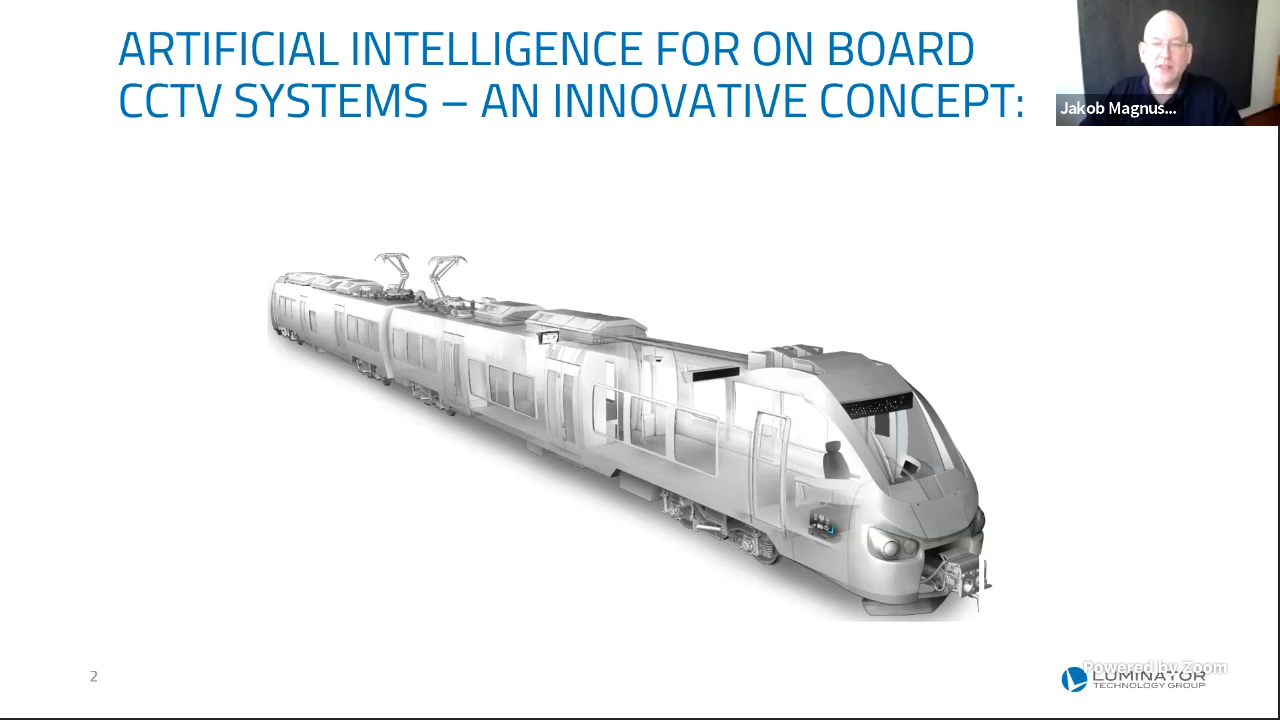 ARTIFICIAL INTELLIGENCE FOR ON BOARD
CCTV SYSTEMS – AN INNOVATIVE CONCEPT:
Jakob Magnus...
2
Powered by Zoom
LUMINATOR
TECHNOLOGY GROUP